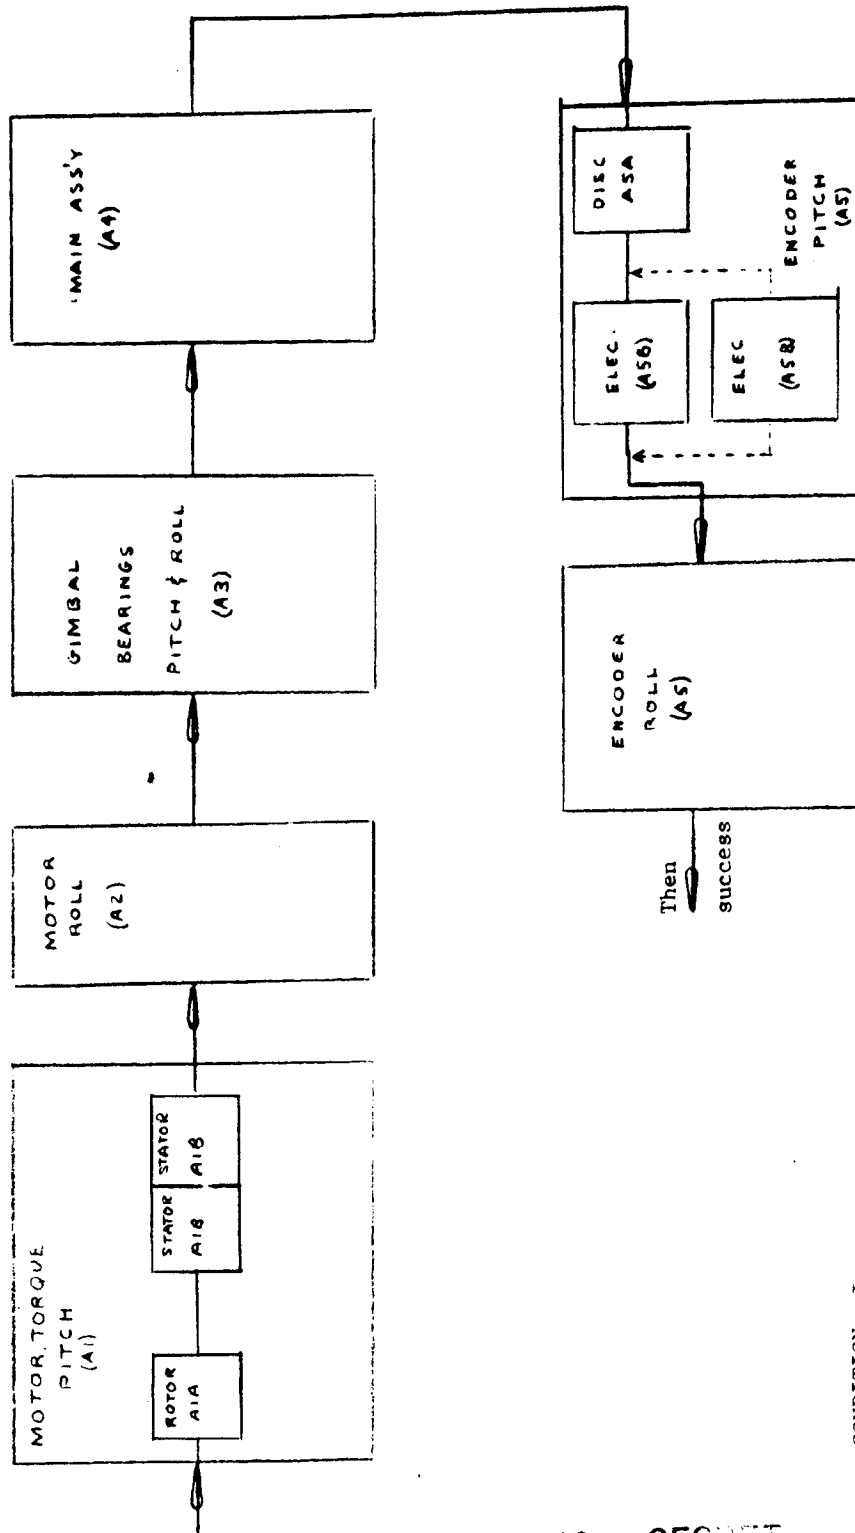 MOTOR, TORQUE
PITCH
(A1)
ROTOR
A1A
STATOR
A1B
STATOR
A1B
MOTOR
ROLL
(A2)
GIMBAL
BEARINGS
PITCH & ROLL
(A3)
MAIN ASS'Y
(A4)
DISC
A5A
ELEC.
(A5B)
ELEC
(A5B)
ENCODER
PITCH
(A5)
ENCODER
ROLL
(A5)
Then
success